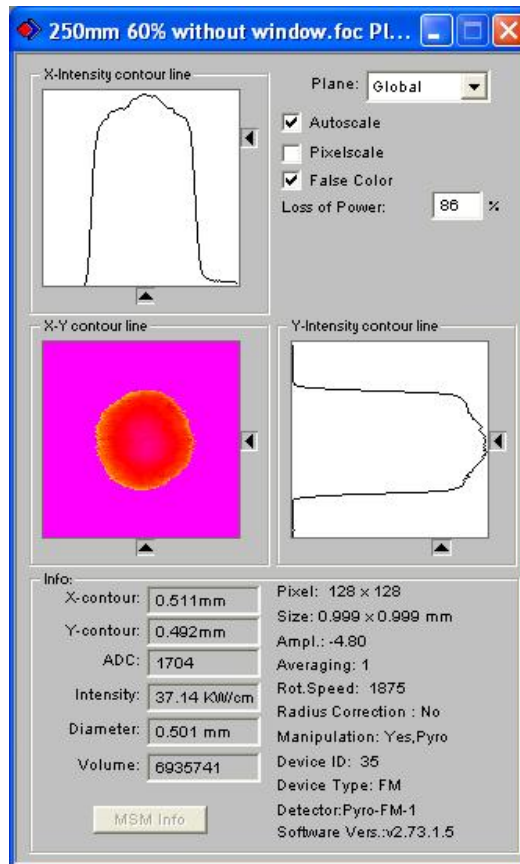 250mm 60% without window.foc Pl...
X-Intensity contour line
Plane: Global
Autoscale
Pixelscale
False Color
Loss of Power: 86 %
X-Y contour line
Y-Intensity contour line
Info:
X-contour: 0.511mm
Y-contour: 0.492mm
ADC: 1704
Intensity: 37.14 KW/cm
Diameter: 0.501 mm
Volume: 6935741
MSM Info
Pixel: 128 x 128
Size: 0.999 x 0.999 mm
Ampl.: -4.80
Averaging: 1
Rot.Speed: 1875
Radius Correction : No
Manipulation: Yes,Pyro
Device ID: 35
Device Type: FM
Detector:Pyro-FM-1
Software Vers.:v2.73.1.5